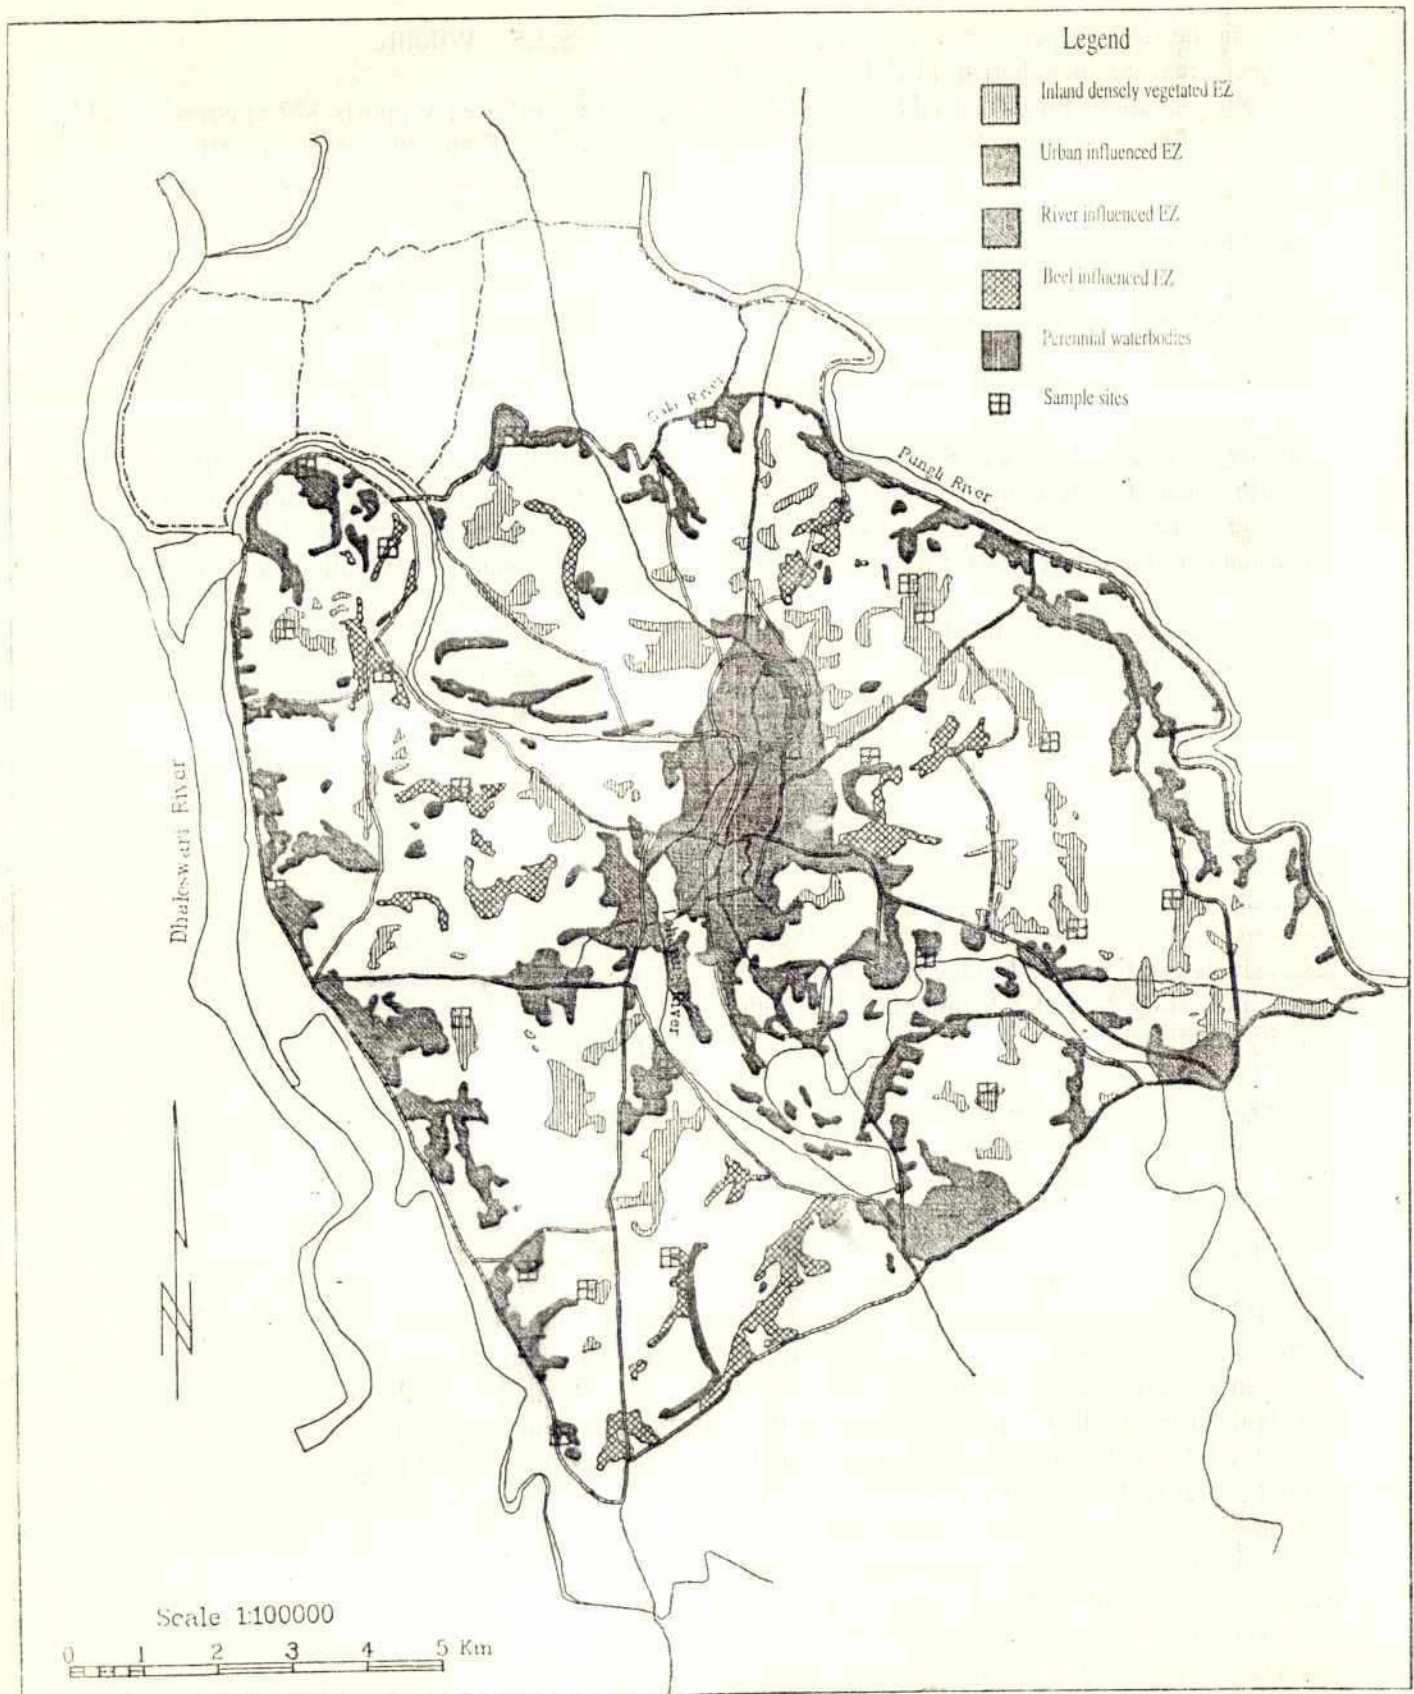 Legend
Inland densely vegetated EZ
Urban influenced EZ
River influenced EZ
Beel influenced EZ
Perennial waterbodies
Sample sites
River
Pungli River
Dhaleswari River
River
N
Scale 1:100000
0 1 2 3 4 5 Km